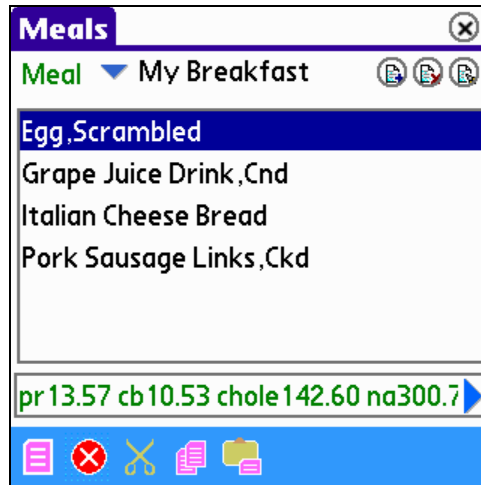 Meals
Meal My Breakfast
Egg,Scrambled
Grape Juice Drink,Cnd
Italian Cheese Bread
Pork Sausage Links,Ckd
pr13.57 cb10.53 chole142.60 na300.7